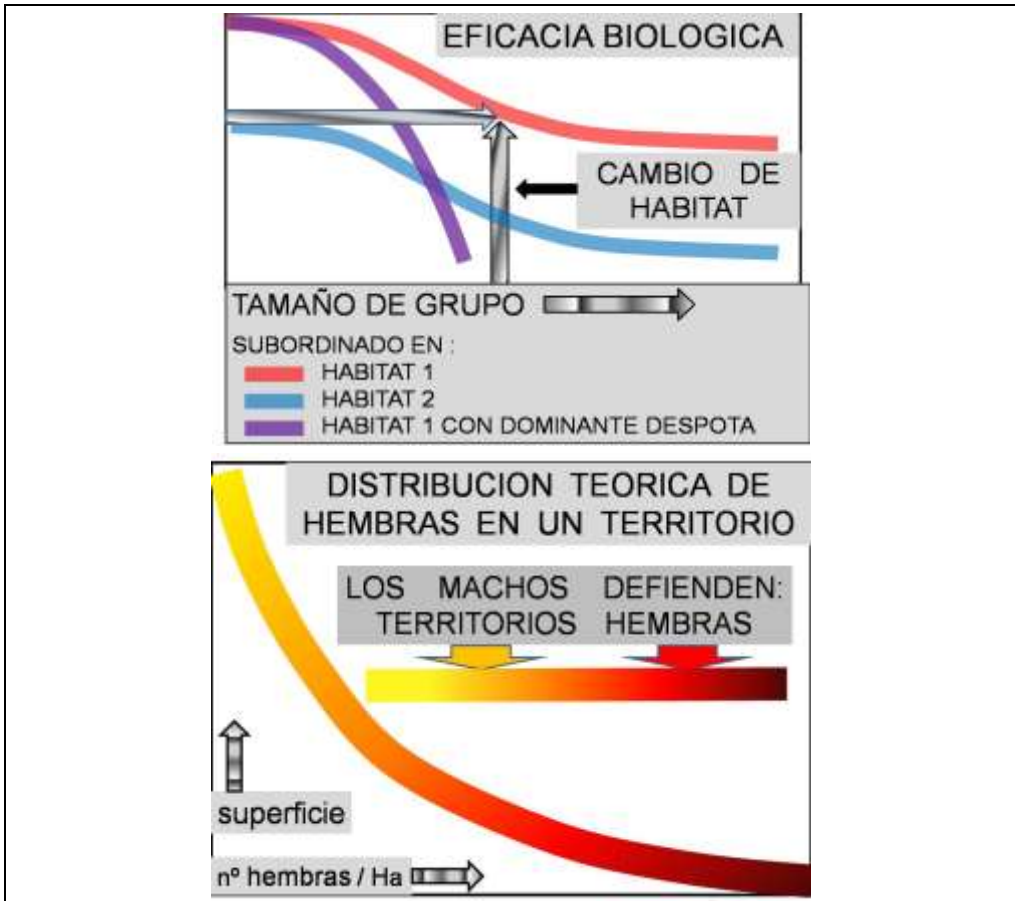 EFICACIA BIOLOGICA
CAMBIO DE
HABITAT
TAMAÑO DE GRUPO
SUBORDINADO EN :
HABITAT 1
HABITAT 2
HABITAT 1 CON DOMINANTE DESPOTA
DISTRIBUCION TEORICA DE
HEMBRAS EN UN TERRITORIO
LOS MACHOS DEFIENDEN:
TERRITORIOS HEMBRAS
superficie
nº hembras / Ha